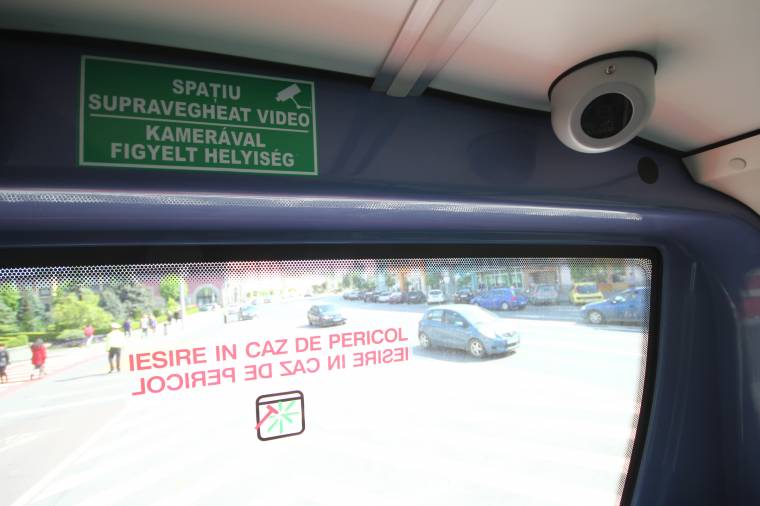 SPAȚIU
SUPRAVEGHEAT VIDEO
KAMERÁVAL
FIGYELT HELYISÉG
IESIRE IN CAZ DE PERICOL
IESIRE IN CAZ DE PERICOL